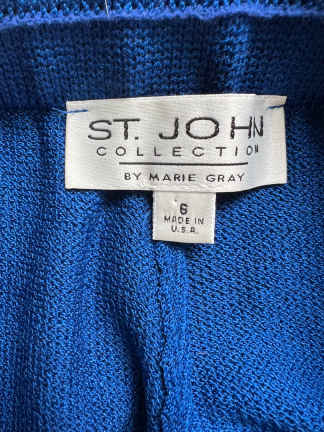 ST. JOHN
COLLECTION
BY MARIE GRAY
6
MADE IN
U.S.A.